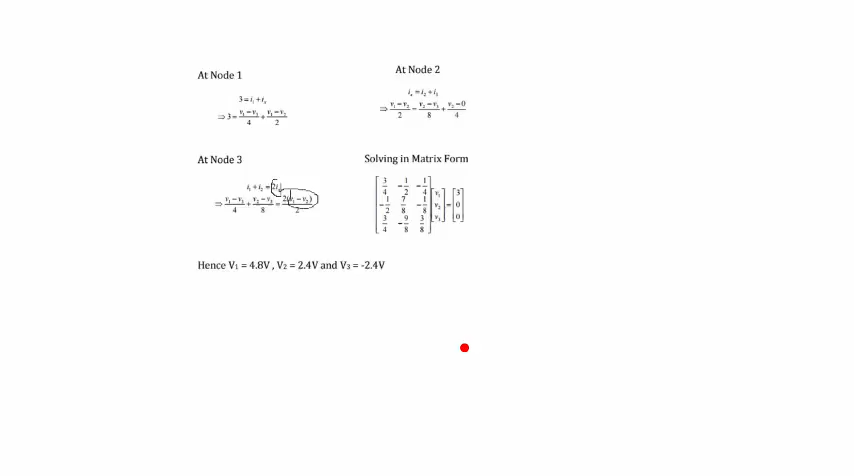 At Node 1
3 = i₁ + iₓ
⇒ 3 = (v₁ − v₃)/4 + (v₁ − v₂)/2
At Node 2
iₓ = i₂ + i₃
⇒ (v₁ − v₂)/2 = (v₂ − v₃)/8 + (v₂ − 0)/4
At Node 3
i₁ + i₂ = 2i
⇒ (v₁ − v₃)/4 + (v₂ − v₃)/8 = 2(v₁ − v₂)/2
Solving in Matrix Form
[3/4 −1/2 −1/4] [v₁] [3]
[−1/2 7/8 −1/8] [v₂] = [0]
[3/4 −9/8 3/8] [v₃] [0]
Hence V₁ = 4.8V , V₂ = 2.4V and V₃ = -2.4V